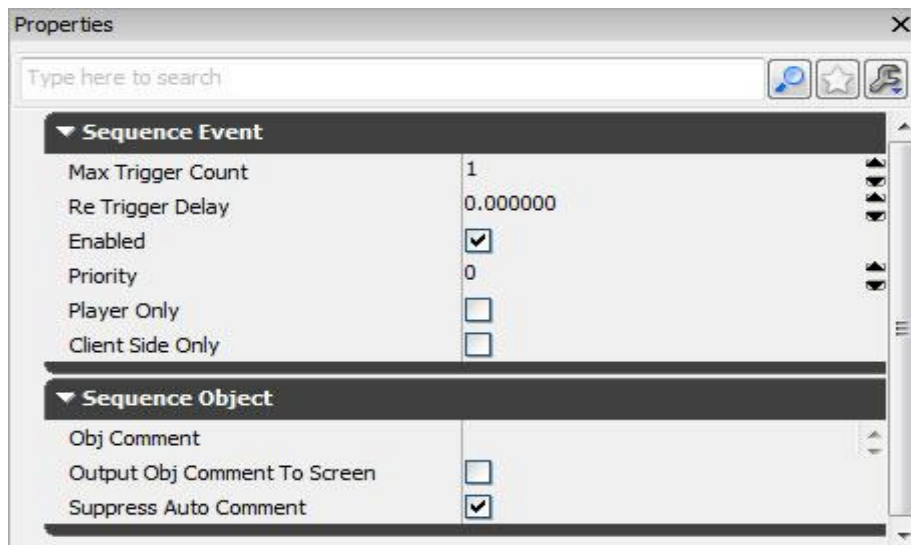 Properties
Type here to search
Sequence Event
Max Trigger Count 1
Re Trigger Delay 0.000000
Enabled
Priority 0
Player Only
Client Side Only
Sequence Object
Obj Comment
Output Obj Comment To Screen
Suppress Auto Comment